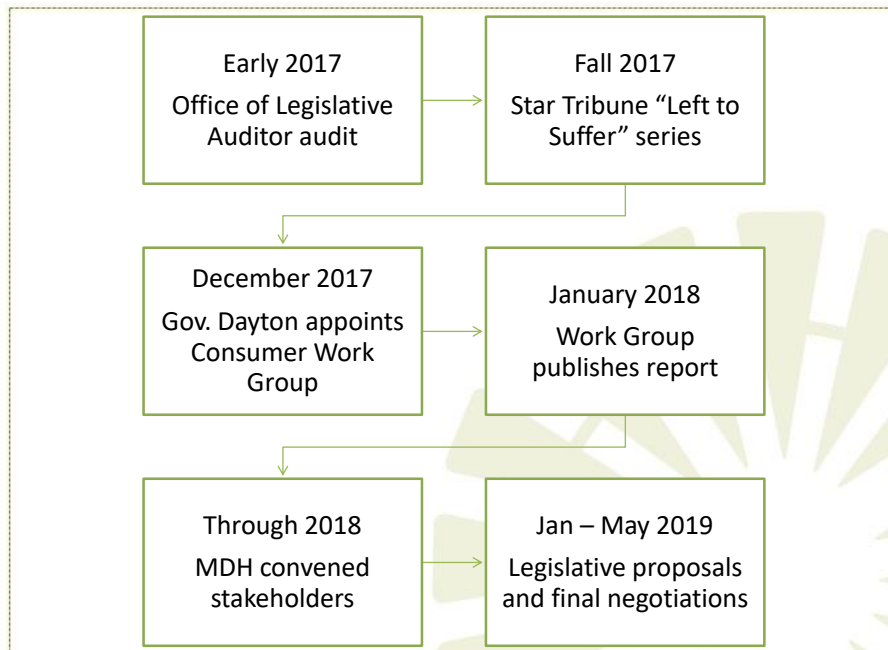 Early 2017
Office of Legislative
Auditor audit
Fall 2017
Star Tribune “Left to
Suffer” series
December 2017
Gov. Dayton appoints
Consumer Work
Group
January 2018
Work Group
publishes report
Through 2018
MDH convened
stakeholders
Jan – May 2019
Legislative proposals
and final negotiations